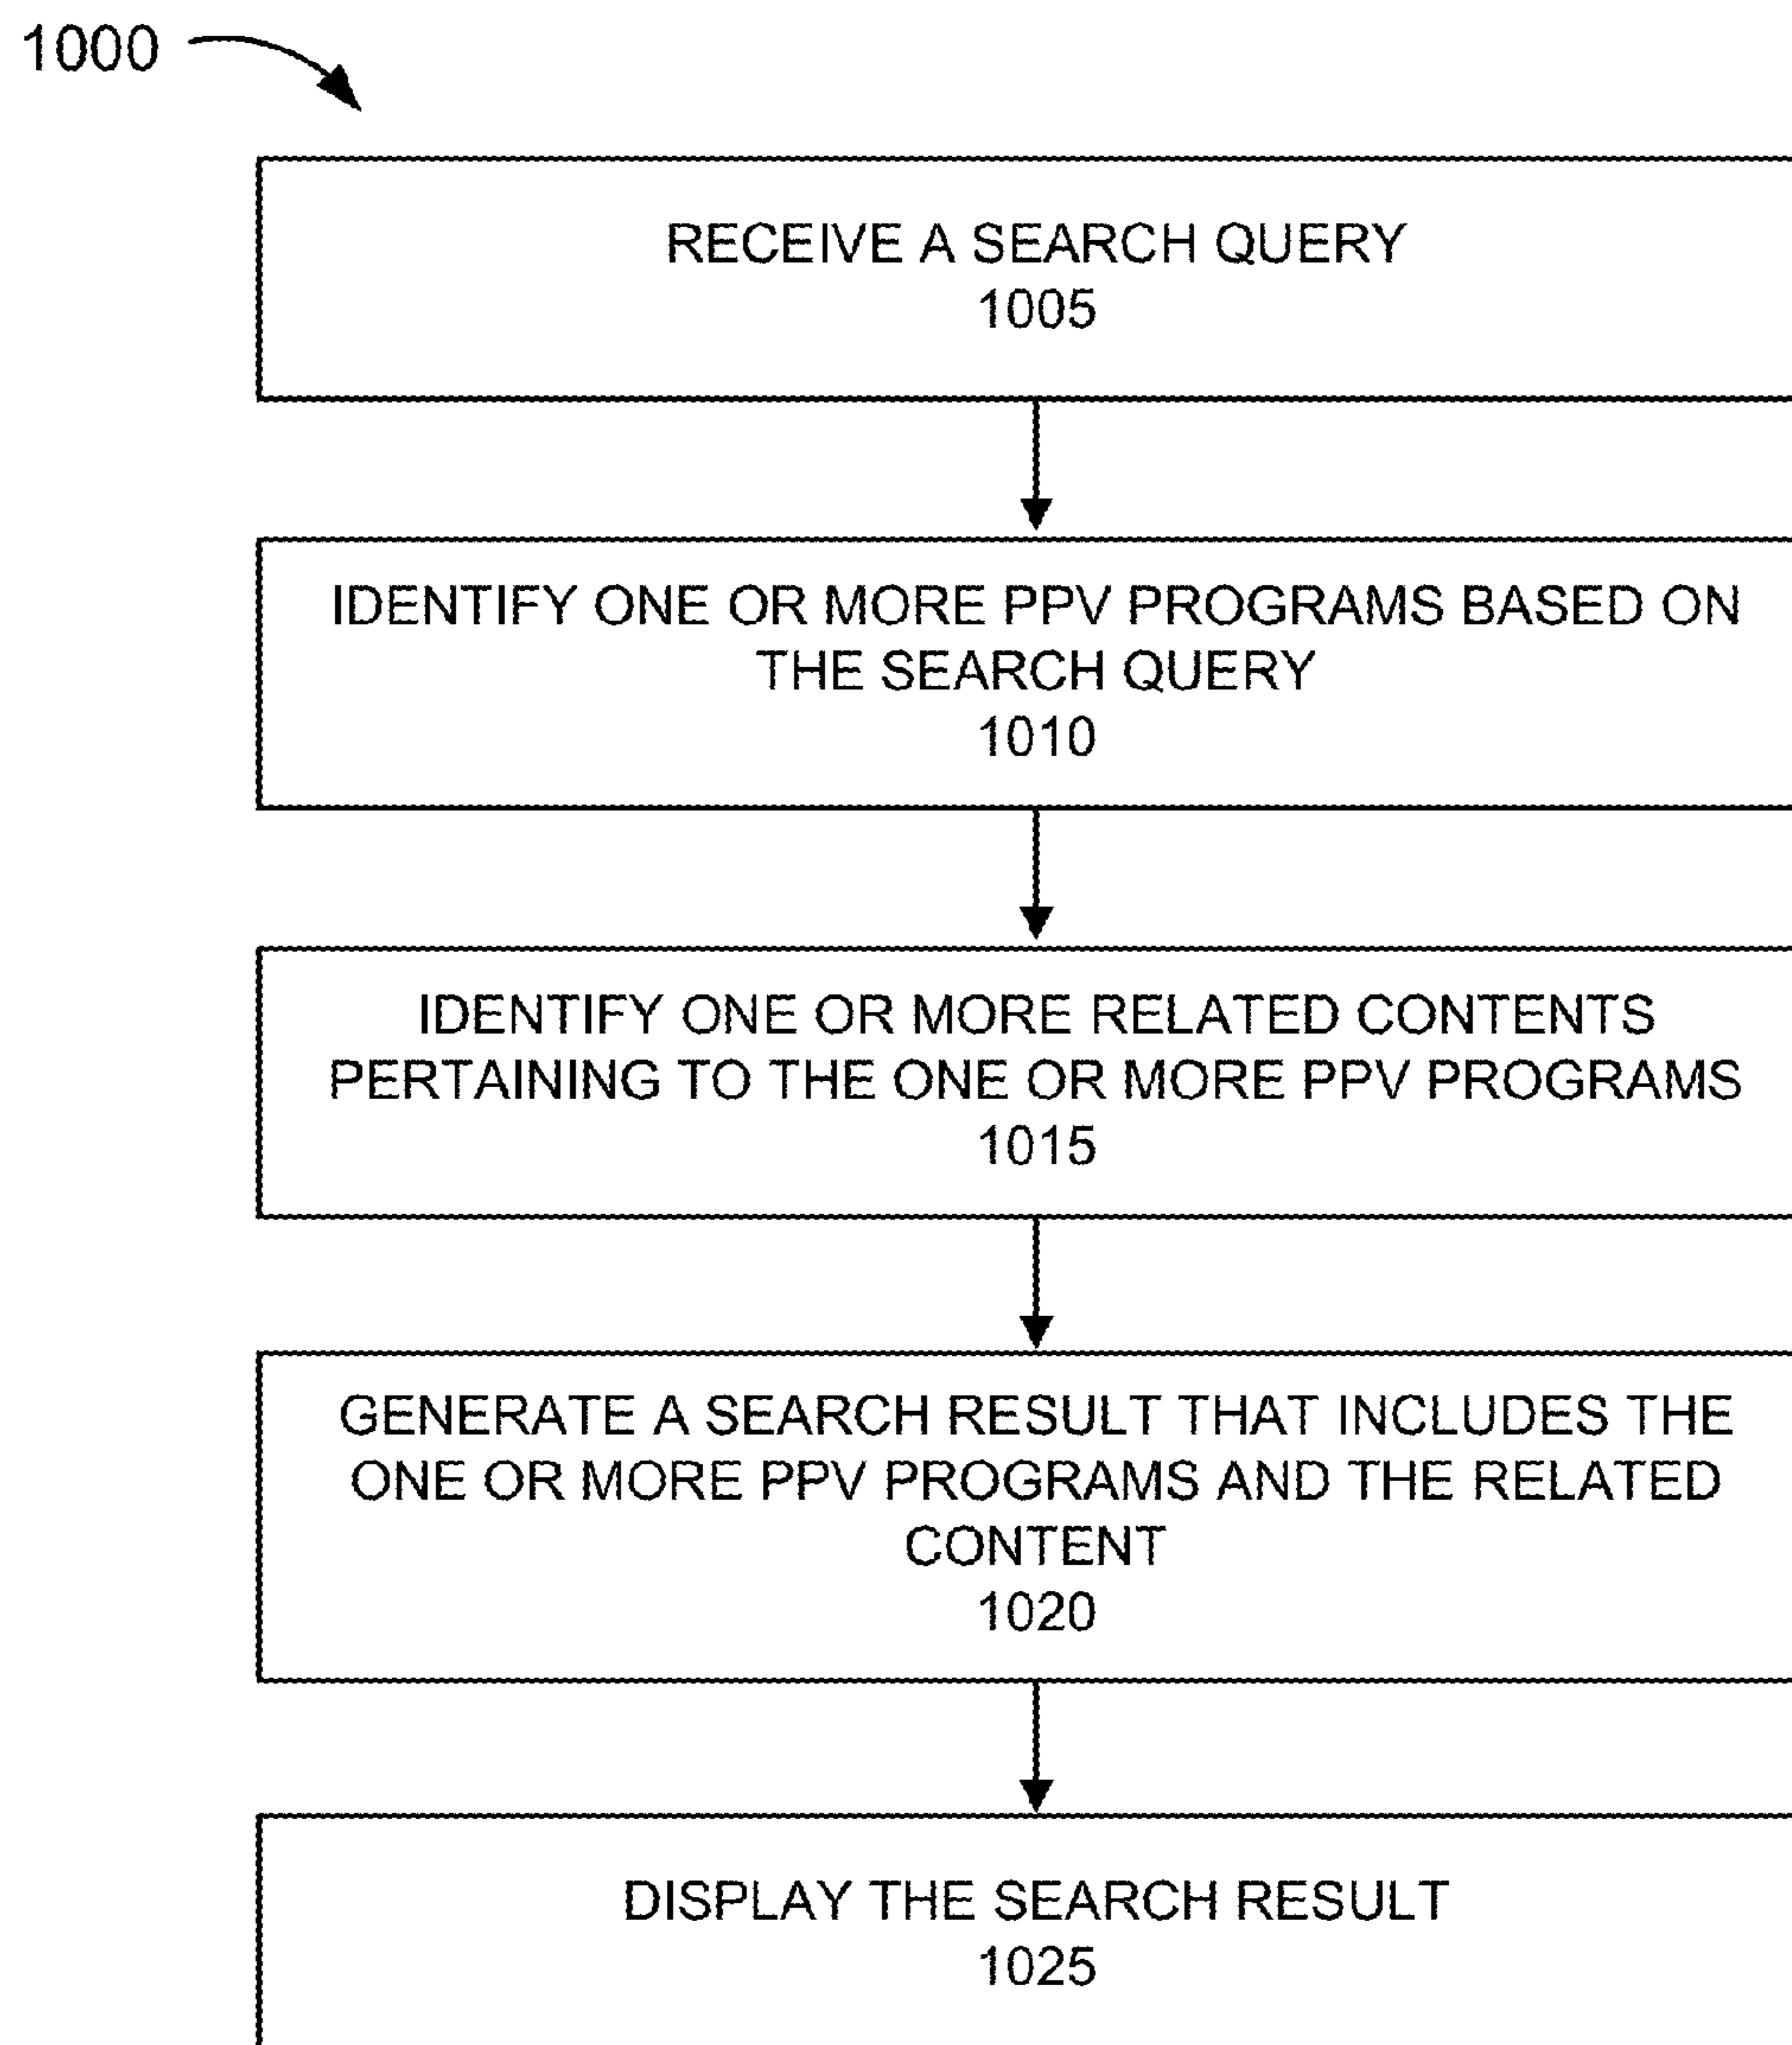 1000
RECEIVE A SEARCH QUERY
1005
IDENTIFY ONE OR MORE PPV PROGRAMS BASED ON
THE SEARCH QUERY
1010
IDENTIFY ONE OR MORE RELATED CONTENTS
PERTAINING TO THE ONE OR MORE PPV PROGRAMS
1015
GENERATE A SEARCH RESULT THAT INCLUDES THE
ONE OR MORE PPV PROGRAMS AND THE RELATED
CONTENT
1020
DISPLAY THE SEARCH RESULT
1025